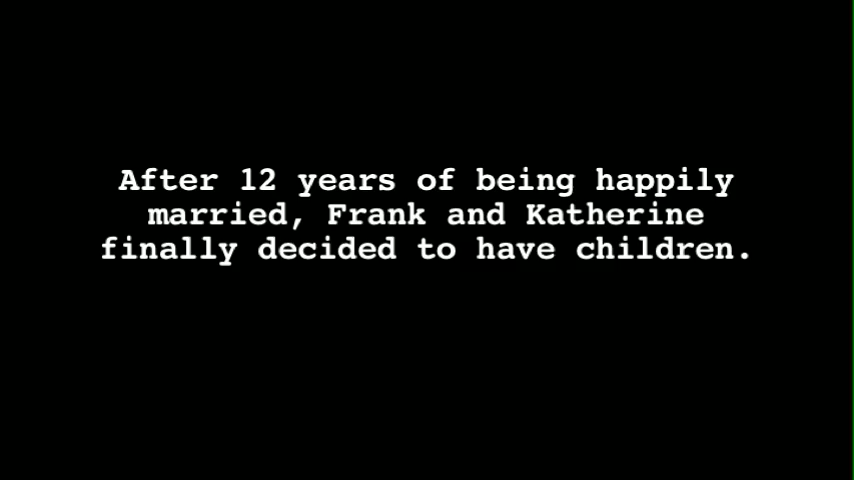 After 12 years of being happily
married, Frank and Katherine
finally decided to have children.